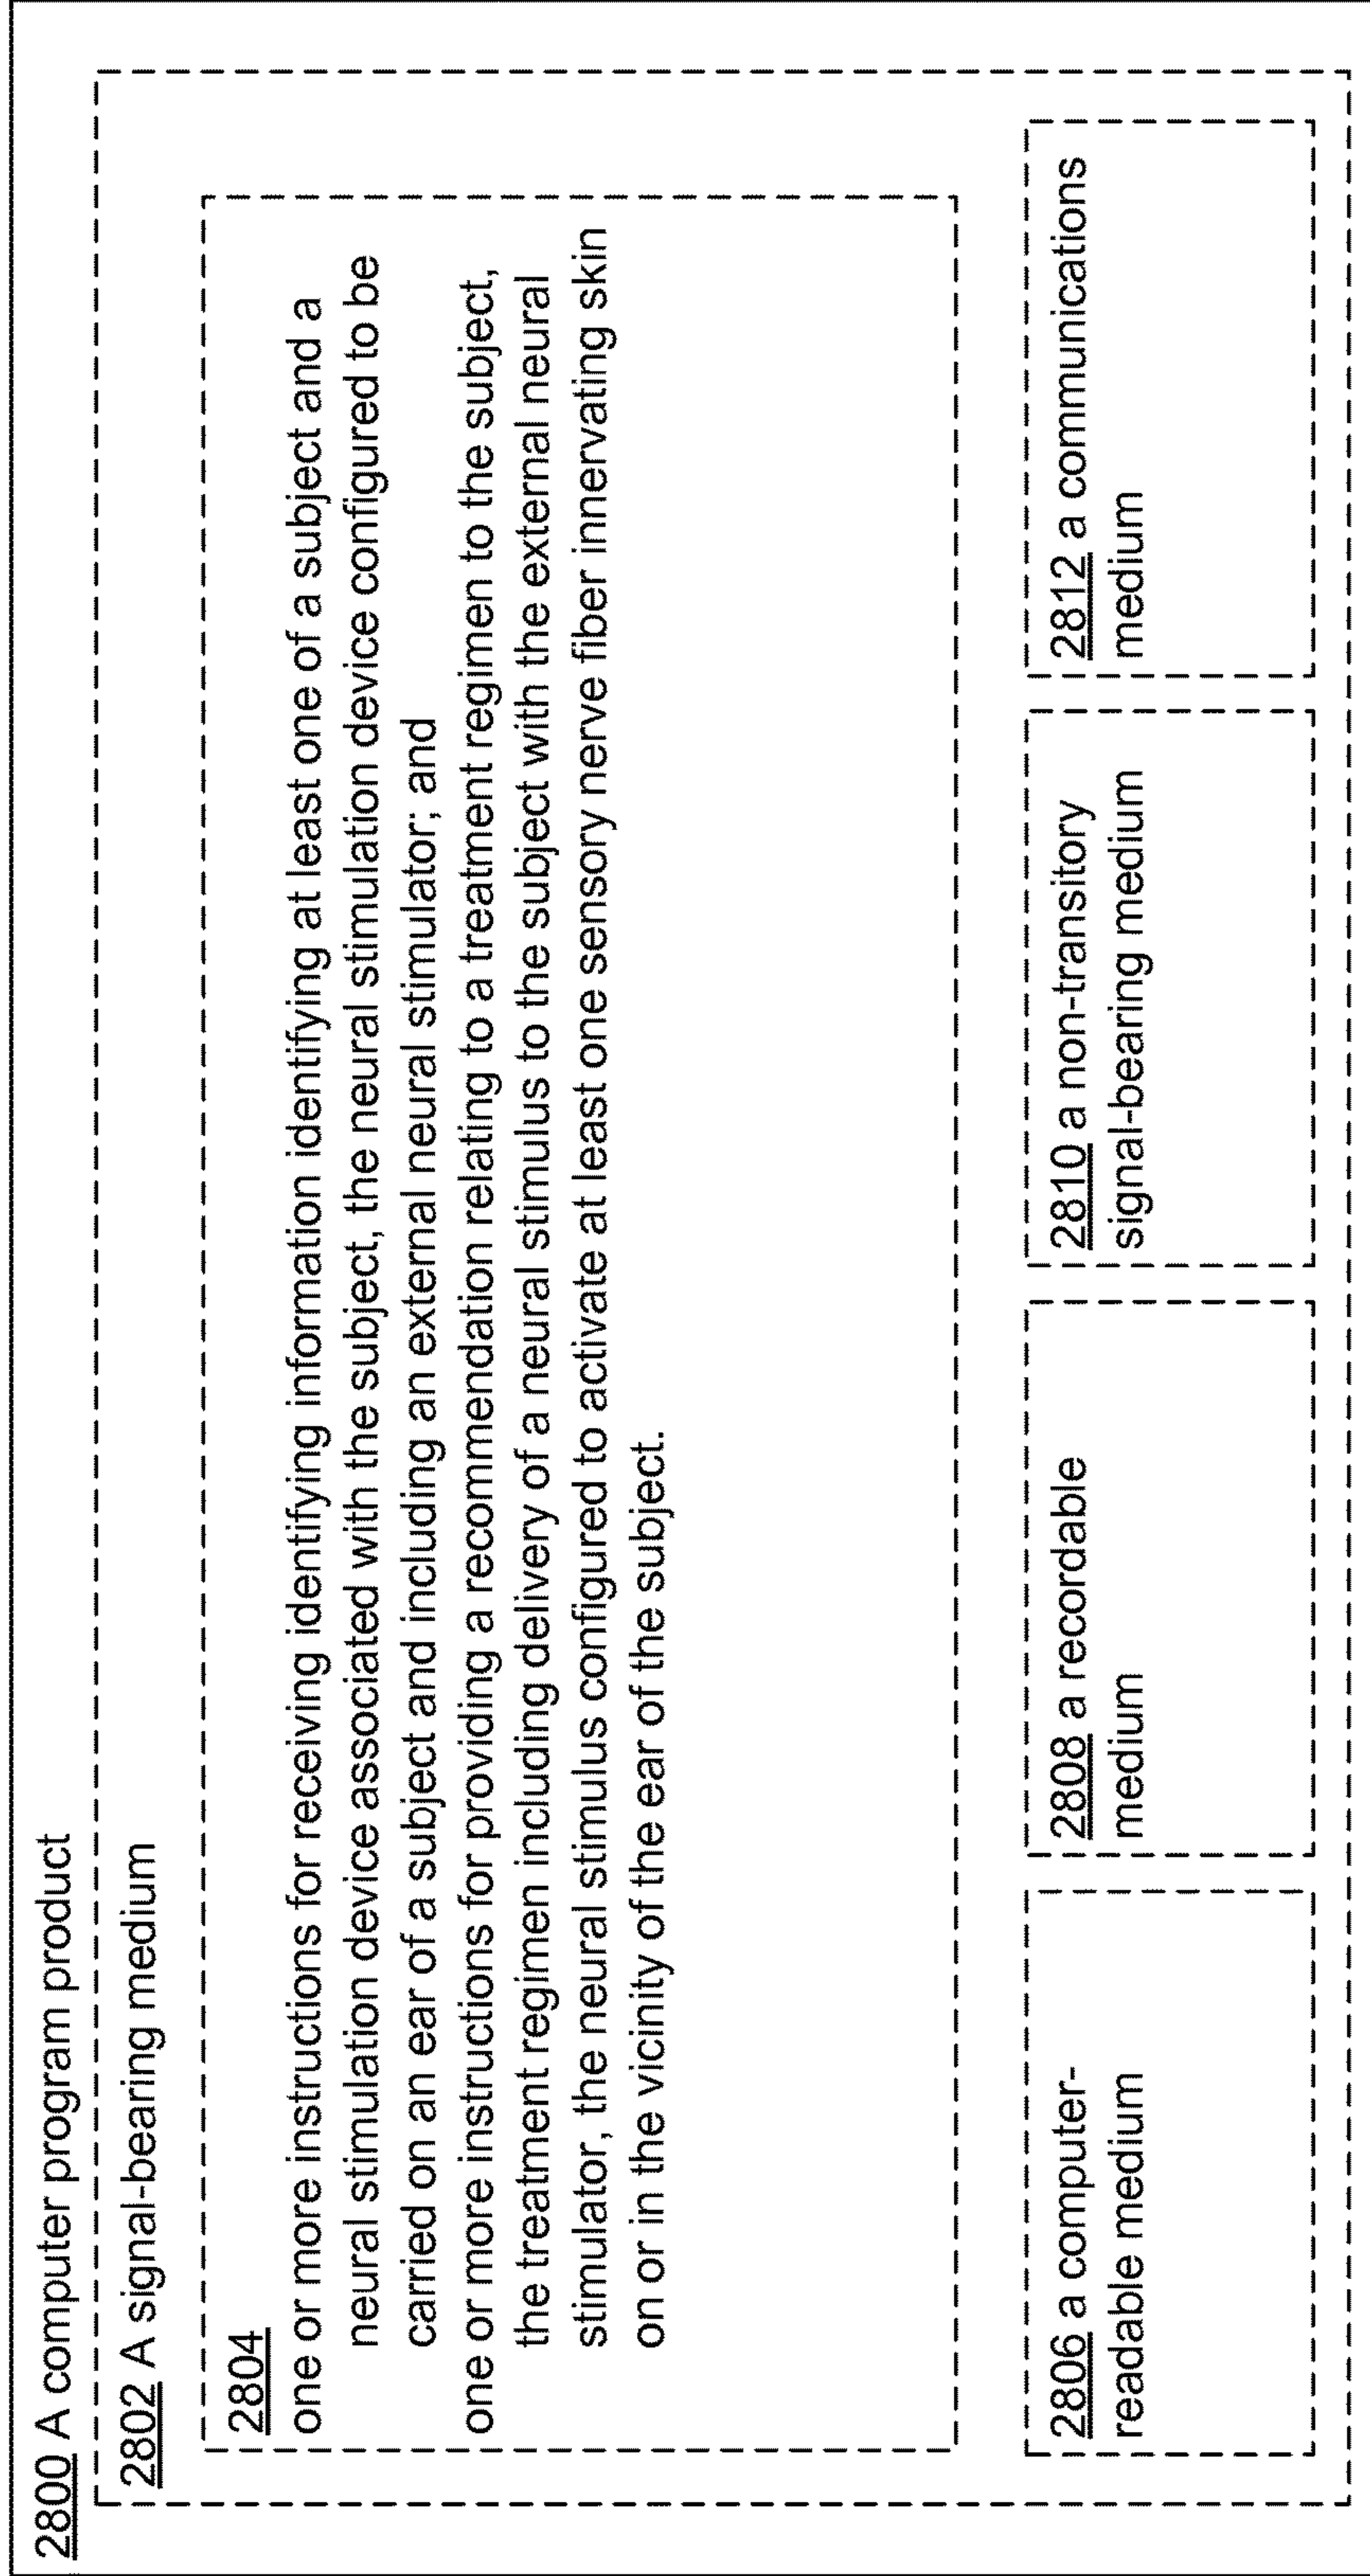 2800 A computer program product
2802 A signal-bearing medium
2804
one or more instructions for receiving identifying information identifying at least one of a subject and a
neural stimulation device associated with the subject, the neural stimulation device configured to be
carried on an ear of a subject and including an external neural stimulator; and
one or more instructions for providing a recommendation relating to a treatment regimen to the subject,
the treatment regimen including delivery of a neural stimulus to the subject with the external neural
stimulator, the neural stimulus configured to activate at least one sensory nerve fiber innervating skin
on or in the vicinity of the ear of the subject.
2806 a computer-
readable medium
2808 a recordable
medium
2810 a non-transitory
signal-bearing medium
2812 a communications
medium